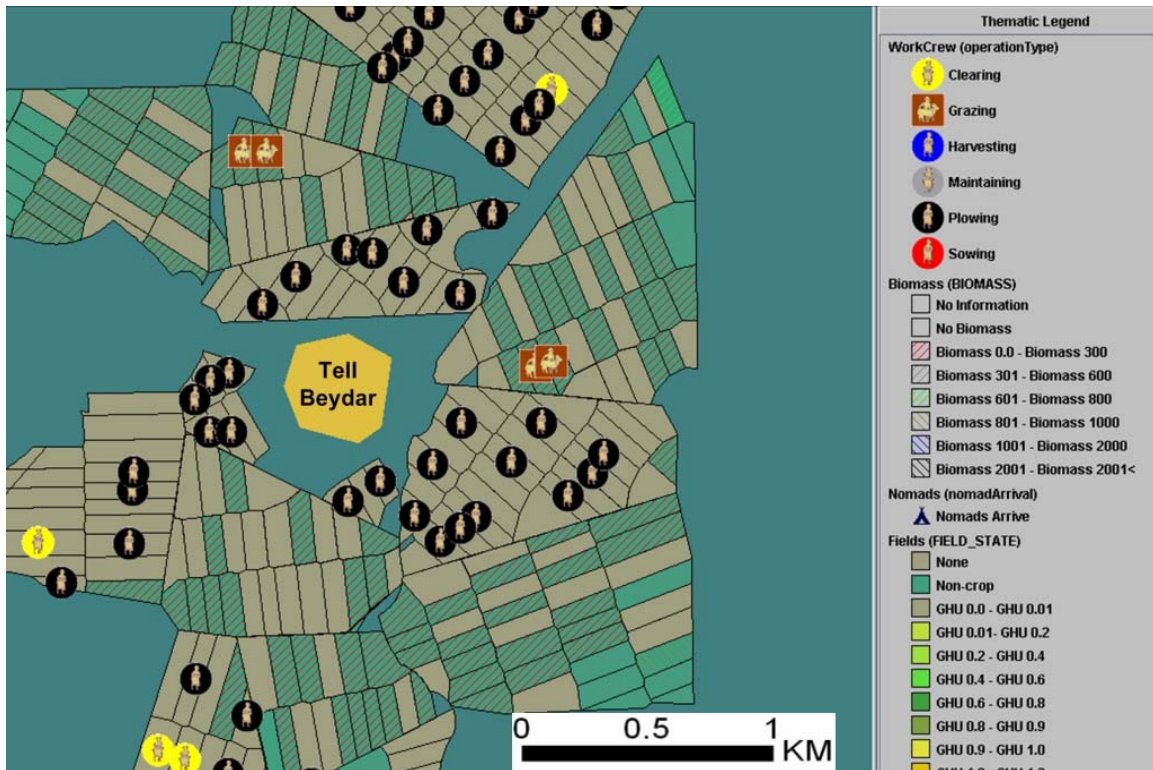 Tell
Beydar
0 0.5 1
KM
Thematic Legend
WorkCrew (operationType)
Clearing
Grazing
Harvesting
Maintaining
Plowing
Sowing
Biomass (BIOMASS)
No Information
No Biomass
Biomass 0.0 - Biomass 300
Biomass 301 - Biomass 600
Biomass 601 - Biomass 800
Biomass 801 - Biomass 1000
Biomass 1001 - Biomass 2000
Biomass 2001 - Biomass 2001<
Nomads (nomadArrival)
Nomads Arrive
Fields (FIELD_STATE)
None
Non-crop
GHU 0.0 - GHU 0.01
GHU 0.01- GHU 0.2
GHU 0.2 - GHU 0.4
GHU 0.4 - GHU 0.6
GHU 0.6 - GHU 0.8
GHU 0.8 - GHU 0.9
GHU 0.9 - GHU 1.0